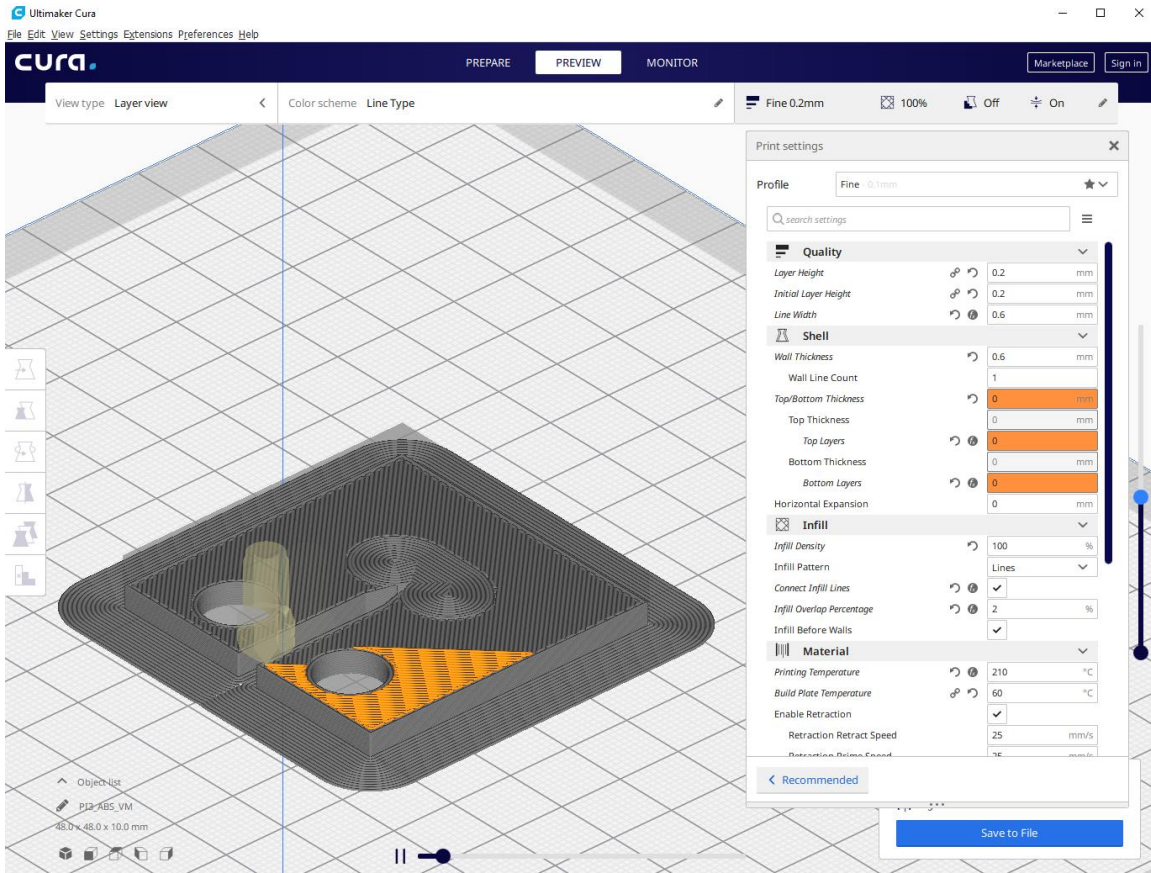 Ultimaker Cura
File Edit View Settings Extensions Preferences Help
cura.
PREPARE PREVIEW MONITOR
Marketplace Sign in
View type Layer view
Color scheme Line Type
Fine 0.2mm 100% Off On
Print settings
Profile Fine - 0.1mm
search settings
Quality
Layer Height 0.2 mm
Initial Layer Height 0.2 mm
Line Width 0.6 mm
Shell
Wall Thickness 0.6 mm
Wall Line Count 1
Top/Bottom Thickness 0 mm
Top Thickness 0 mm
Top Layers 0
Bottom Thickness 0 mm
Bottom Layers 0
Horizontal Expansion 0 mm
Infill
Infill Density 100 %
Infill Pattern Lines
Connect Infill Lines
Infill Overlap Percentage 2 %
Infill Before Walls
Material
Printing Temperature 210 °C
Build Plate Temperature 60 °C
Enable Retraction
Retraction Retract Speed 25 mm/s
Retraction Prime Speed 25 mm/s
Recommended
Object list
PI3_ABS_VM
48.0 x 48.0 x 10.0 mm
Save to File